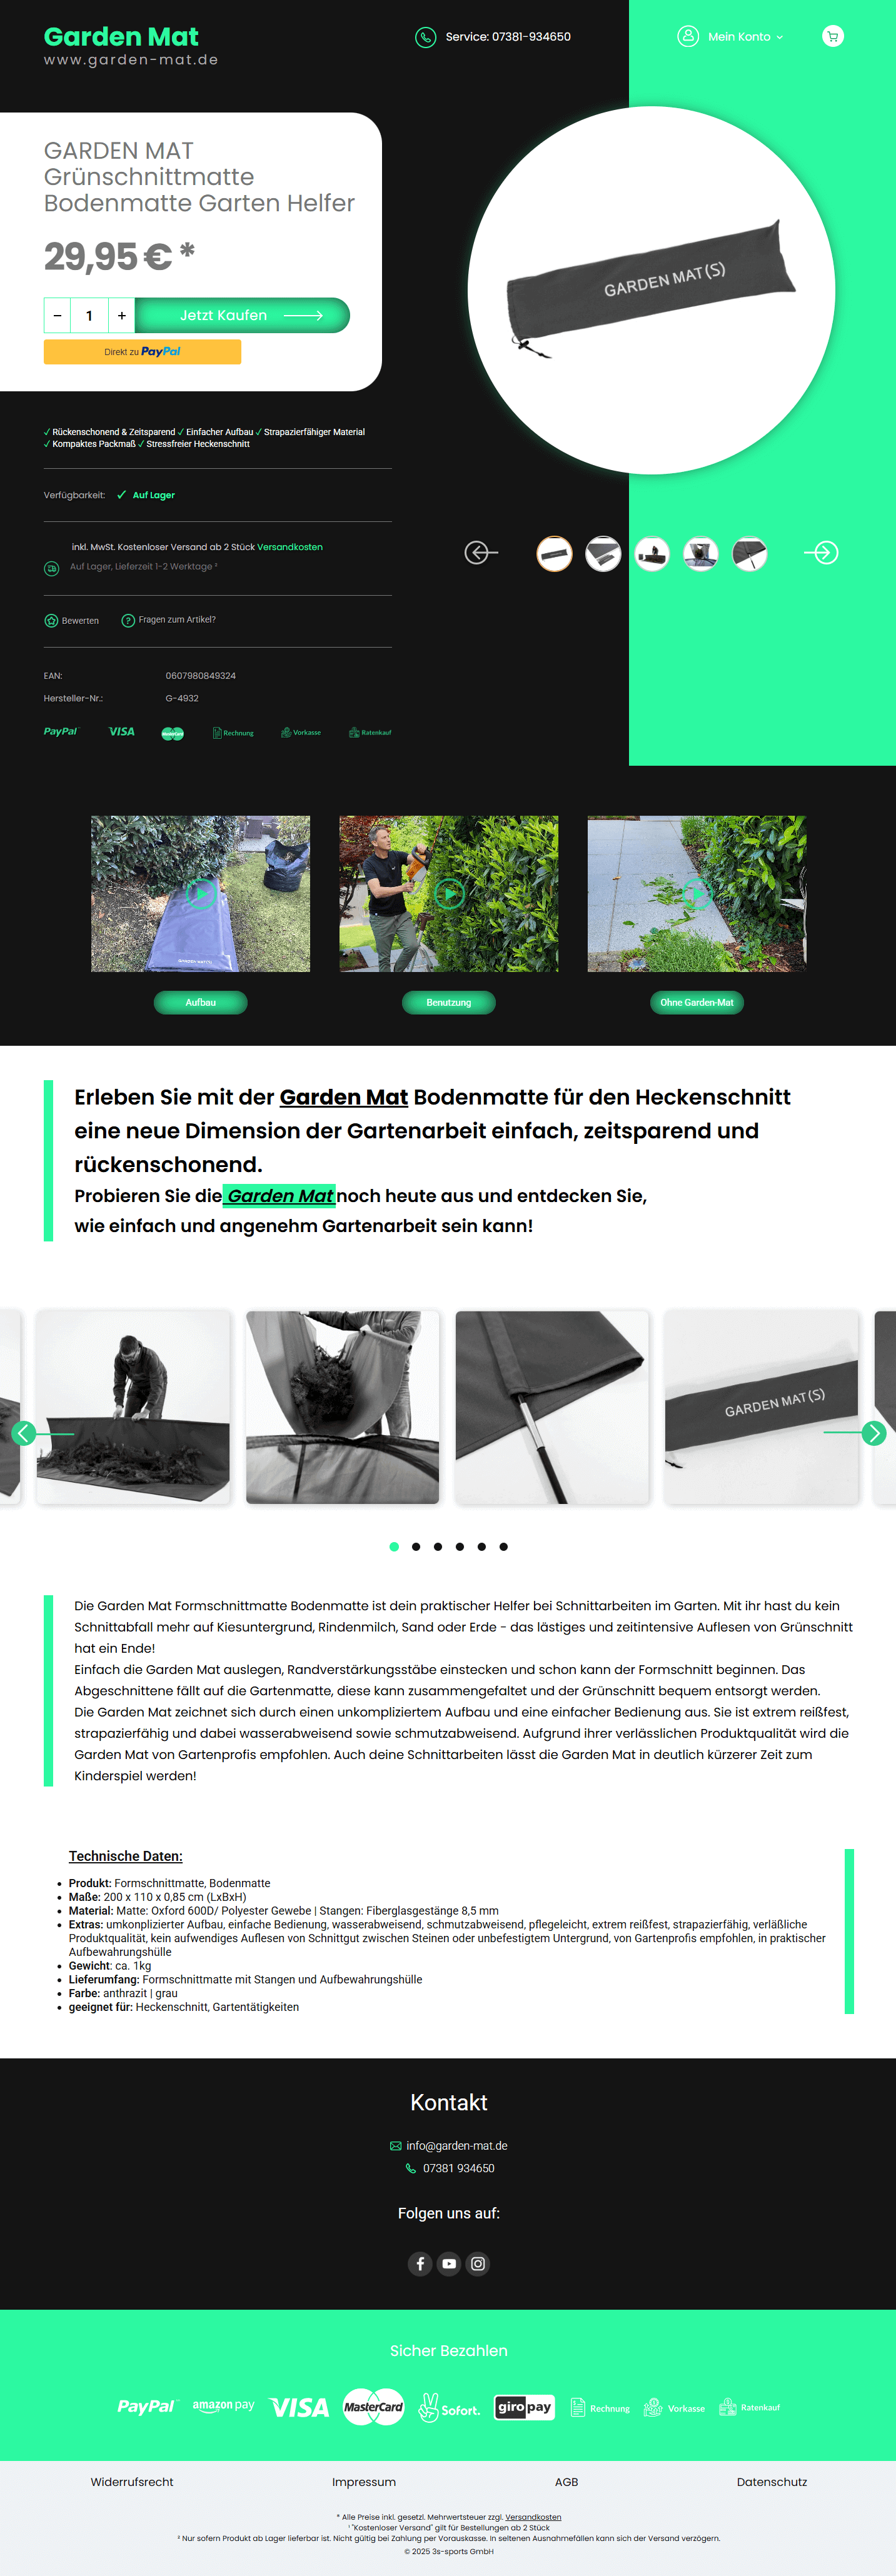 Garden Mat
www.garden-mat.de
Service: 07381-934650
Mein Konto
GARDEN MAT
Grünschnittmatte
Bodenmatte Garten Helfer
29,95 € *
− 1 + Jetzt Kaufen
Direkt zu PayPal
GARDEN MAT(S)
✓ Rückenschonend & Zeitsparend ✓ Einfacher Aufbau ✓ Strapazierfähiger Material
✓ Kompaktes Packmaß ✓ Stressfreier Heckenschnitt
Verfügbarkeit: ✓ Auf Lager
inkl. MwSt. Kostenloser Versand ab 2 Stück Versandkosten
Auf Lager, Lieferzeit 1-2 Werktage ²
Bewerten
? Fragen zum Artikel?
EAN: 0607980849324
Hersteller-Nr.: G-4932
PayPal VISA MasterCard Rechnung Vorkasse Ratenkauf
GARDEN MAT(S)
Aufbau
Benutzung
Ohne Garden-Mat
Erleben Sie mit der Garden Mat Bodenmatte für den Heckenschnitt
eine neue Dimension der Gartenarbeit einfach, zeitsparend und
rückenschonend.
Probieren Sie die Garden Mat noch heute aus und entdecken Sie,
wie einfach und angenehm Gartenarbeit sein kann!
GARDEN MAT(S)
Die Garden Mat Formschnittmatte Bodenmatte ist dein praktischer Helfer bei Schnittarbeiten im Garten. Mit ihr hast du kein
Schnittabfall mehr auf Kiesuntergrund, Rindenmilch, Sand oder Erde - das lästiges und zeitintensive Auflesen von Grünschnitt
hat ein Ende!
Einfach die Garden Mat auslegen, Randverstärkungsstäbe einstecken und schon kann der Formschnitt beginnen. Das
Abgeschnittene fällt auf die Gartenmatte, diese kann zusammengefaltet und der Grünschnitt bequem entsorgt werden.
Die Garden Mat zeichnet sich durch einen unkompliziertem Aufbau und eine einfacher Bedienung aus. Sie ist extrem reißfest,
strapazierfähig und dabei wasserabweisend sowie schmutzabweisend. Aufgrund ihrer verlässlichen Produktqualität wird die
Garden Mat von Gartenprofis empfohlen. Auch deine Schnittarbeiten lässt die Garden Mat in deutlich kürzerer Zeit zum
Kinderspiel werden!
Technische Daten:
• Produkt: Formschnittmatte, Bodenmatte
• Maße: 200 x 110 x 0,85 cm (LxBxH)
• Material: Matte: Oxford 600D/ Polyester Gewebe | Stangen: Fiberglasgestänge 8,5 mm
• Extras: umkonplizierter Aufbau, einfache Bedienung, wasserabweisend, schmutzabweisend, pflegeleicht, extrem reißfest, strapazierfähig, verläßliche
Produktqualität, kein aufwendiges Auflesen von Schnittgut zwischen Steinen oder unbefestigtem Untergrund, von Gartenprofis empfohlen, in praktischer
Aufbewahrungshülle
• Gewicht: ca. 1kg
• Lieferumfang: Formschnittmatte mit Stangen und Aufbewahrungshülle
• Farbe: anthrazit | grau
• geeignet für: Heckenschnitt, Gartentätigkeiten
Kontakt
info@garden-mat.de
07381 934650
Folgen uns auf:
Sicher Bezahlen
PayPal amazon pay VISA MasterCard Sofort. giropay Rechnung Vorkasse Ratenkauf
Widerrufsrecht Impressum AGB Datenschutz
* Alle Preise inkl. gesetzl. Mehrwertsteuer zzgl. Versandkosten
¹ "Kostenloser Versand" gilt für Bestellungen ab 2 Stück
² Nur sofern Produkt ab Lager lieferbar ist. Nicht gültig bei Zahlung per Vorauskasse. In seltenen Ausnahmefällen kann sich der Versand verzögern.
© 2025 3s-sports GmbH